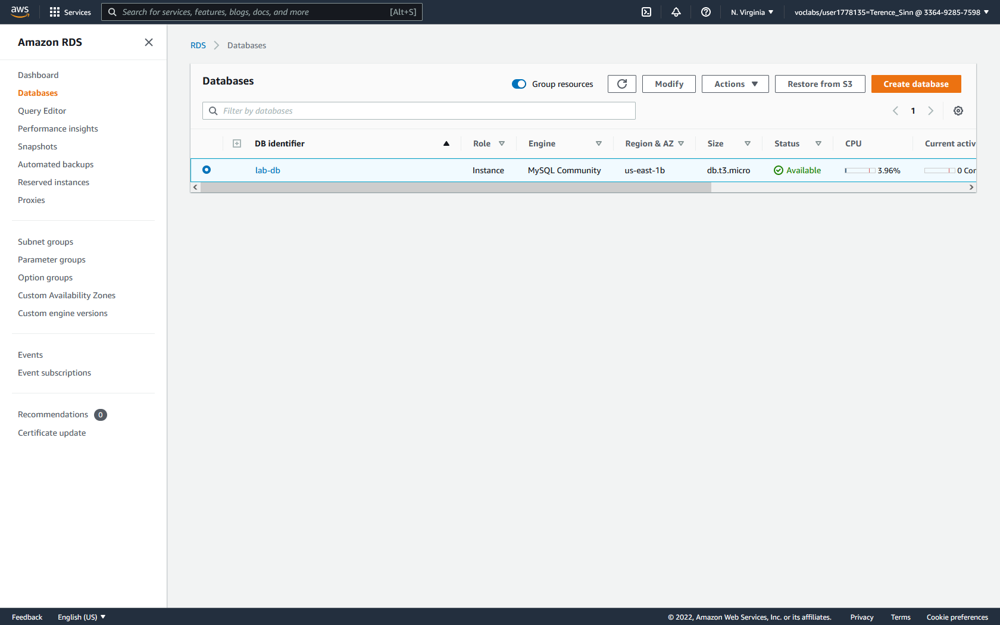 aws Services Search for services, features, blogs, docs, and more [Alt+S] N. Virginia voclabs/user1778135=Terence_Sinn @ 3364-9285-7598
Amazon RDS
Dashboard
Databases
Query Editor
Performance insights
Snapshots
Automated backups
Reserved instances
Proxies
Subnet groups
Parameter groups
Option groups
Custom Availability Zones
Custom engine versions
Events
Event subscriptions
Recommendations 0
Certificate update
RDS > Databases
Databases Group resources Modify Actions Restore from S3 Create database
Filter by databases 1
DB identifier Role Engine Region & AZ Size Status CPU Current activ
lab-db Instance MySQL Community us-east-1b db.t3.micro Available 3.96% 0 Cor
Feedback English (US) © 2022, Amazon Web Services, Inc. or its affiliates. Privacy Terms Cookie preferences